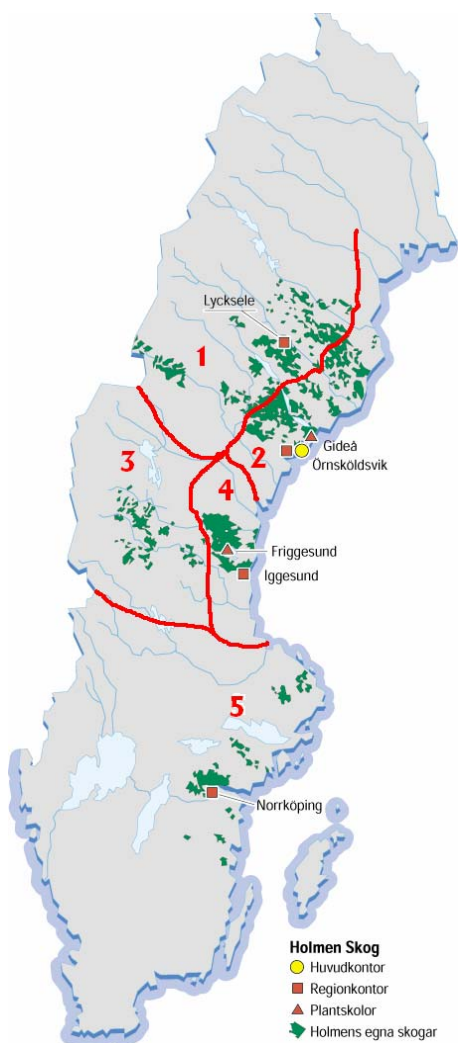 Lycksele
1
3
2
Gideå
Örnsköldsvik
4
Friggesund
Iggesund
5
Norrköping
Holmen Skog
Huvudkontor
Regionkontor
Plantskolor
Holmens egna skogar